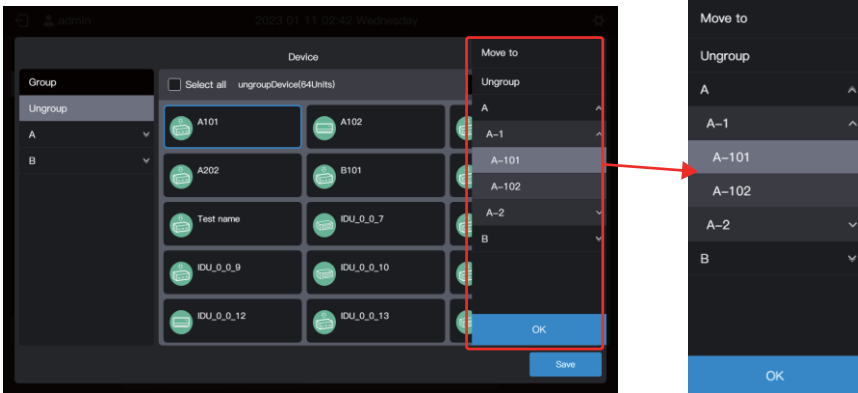 admin
2023 01 11 02:42 Wednesday
Device
Group
Ungroup
A
B
Select all ungroupDevice(64Units)
A101
A102
A202
B101
Test name
IDU_0_0_7
IDU_0_0_9
IDU_0_0_10
IDU_0_0_12
IDU_0_0_13
Move to
Ungroup
A
A-1
A-101
A-102
A-2
B
OK
Save
Move to
Ungroup
A
A-1
A-101
A-102
A-2
B
OK